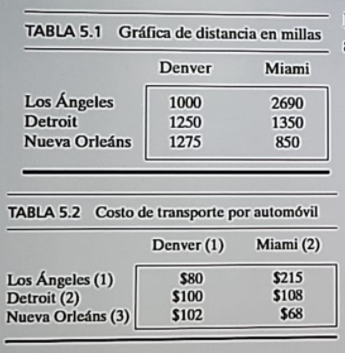 TABLA 5.1 Gráfica de distancia en millas
Denver Miami
Los Ángeles 1000 2690
Detroit 1250 1350
Nueva Orleáns 1275 850
TABLA 5.2 Costo de transporte por automóvil
Denver (1) Miami (2)
Los Ángeles (1) $80 $215
Detroit (2) $100 $108
Nueva Orleáns (3) $102 $68